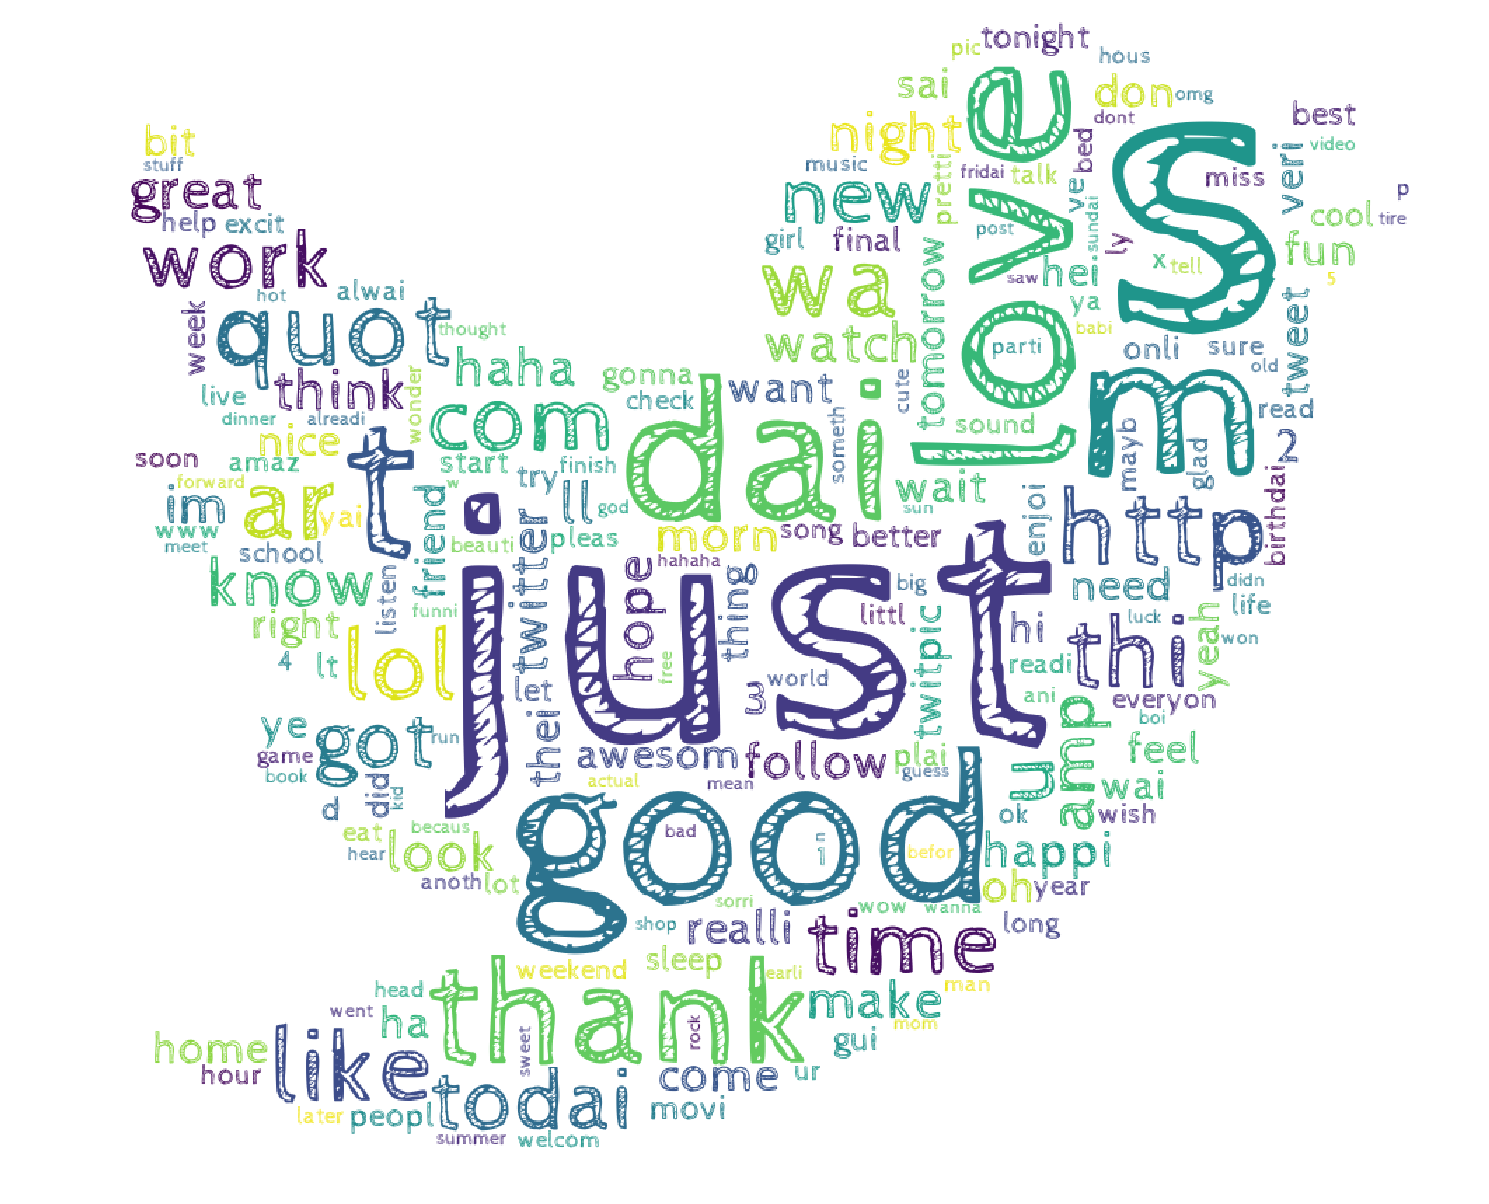 pic
tonight
hous
sai
don
omg
love
s
best
bit
night
dont
bed
veri
video
stuff
music
pretti
fridai
talk
ve
miss
p
great
new
cool
tire
help
excit
girl
final
post
sundai
ly
fun
work
wa
tomorrow
saw
hei
x
tell
5
hot
alwai
ya
tweet
week
quot
thought
watch
babi
parti
onli
sure
old
haha
gonna
dai
want
cute
m
think
wonder
check
live
com
someth
sound
read
dinner
alreadi
nice
t
mayb
glad
2
soon
amaz
start
try
finish
wait
forward
w
god
sun
enjoi
http
birthdai
im
ar
yai
friend
ll
www
twitter
pleas
morn
song
better
just
meet
school
beauti
hahaha
know
listen
hope
thing
big
need
didn
funni
littl
twitpic
life
right
lol
hi
luck
thi
yeah
won
4
lt
let
free
world
readi
3
ani
everyon
ye
got
run
thei
boi
game
awesom
follow
plai
u
amp
feel
book
did
kid
actual
mean
guess
wai
d
good
ok
wish
eat
becaus
bad
1
hear
look
befor
happi
anoth
lot
oh
year
sorri
wow
wanna
shop
realli
time
long
weekend
sleep
earli
head
thank
man
went
make
ha
sweet
rock
mom
home
like
gui
hour
come
ur
later
peopl
todai
movi
summer
welcom